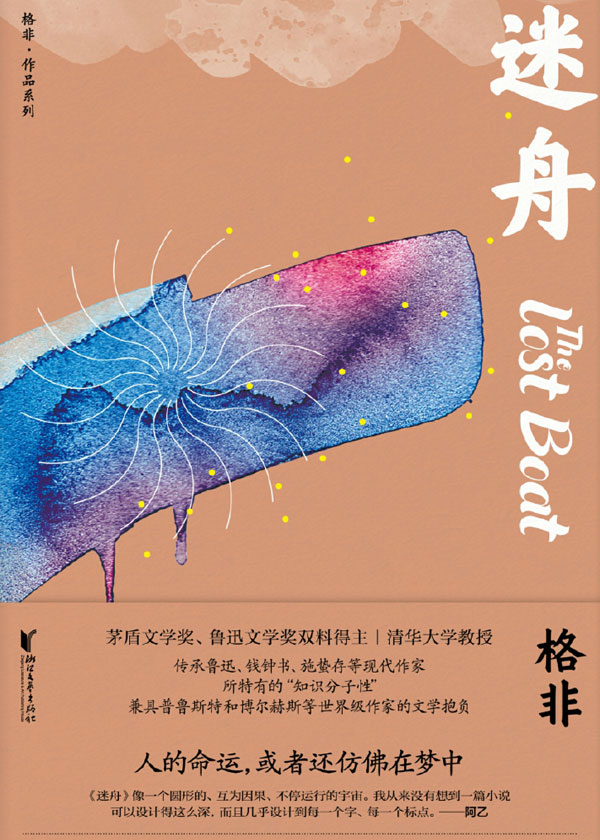 格非·作品系列
迷舟
The
Lost Boat
格非
茅盾文学奖、鲁迅文学奖双料得主|清华大学教授
传承鲁迅、钱钟书、施蛰存等现代作家
所特有的“知识分子性”
兼具普鲁斯特和博尔赫斯等世界级作家的文学抱负
人的命运,或者还仿佛在梦中
《迷舟》像一个圆形的、互为因果、不停运行的宇宙。我从来没有想到一篇小说
可以设计得这么深,而且几乎设计到每一个字、每一个标点。——阿乙
浙江文艺出版社